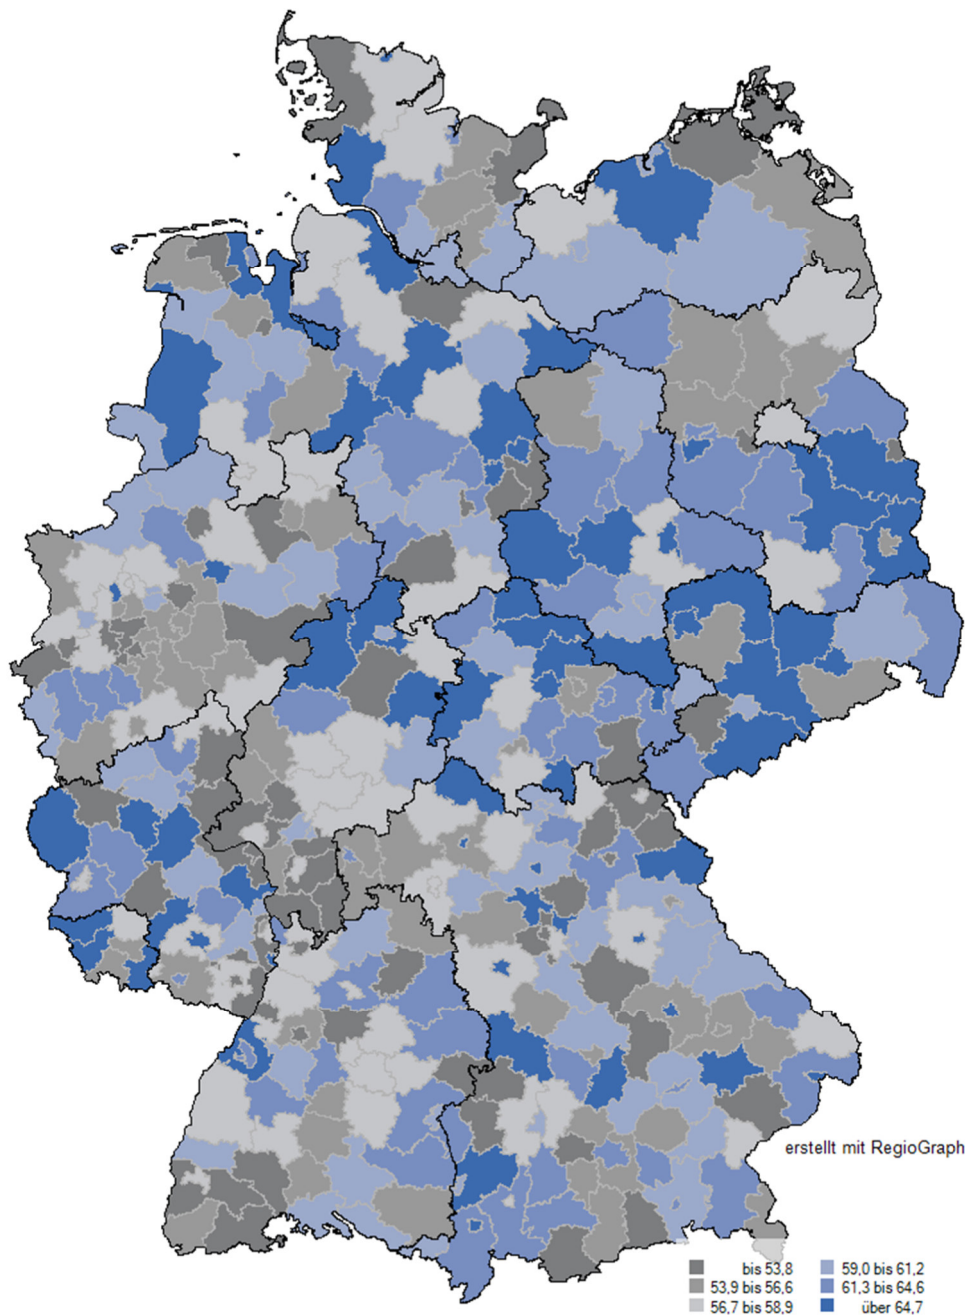 erstellt mit RegioGraph
bis 53,8
53,9 bis 56,6
56,7 bis 58,9
59,0 bis 61,2
61,3 bis 64,6
über 64,7